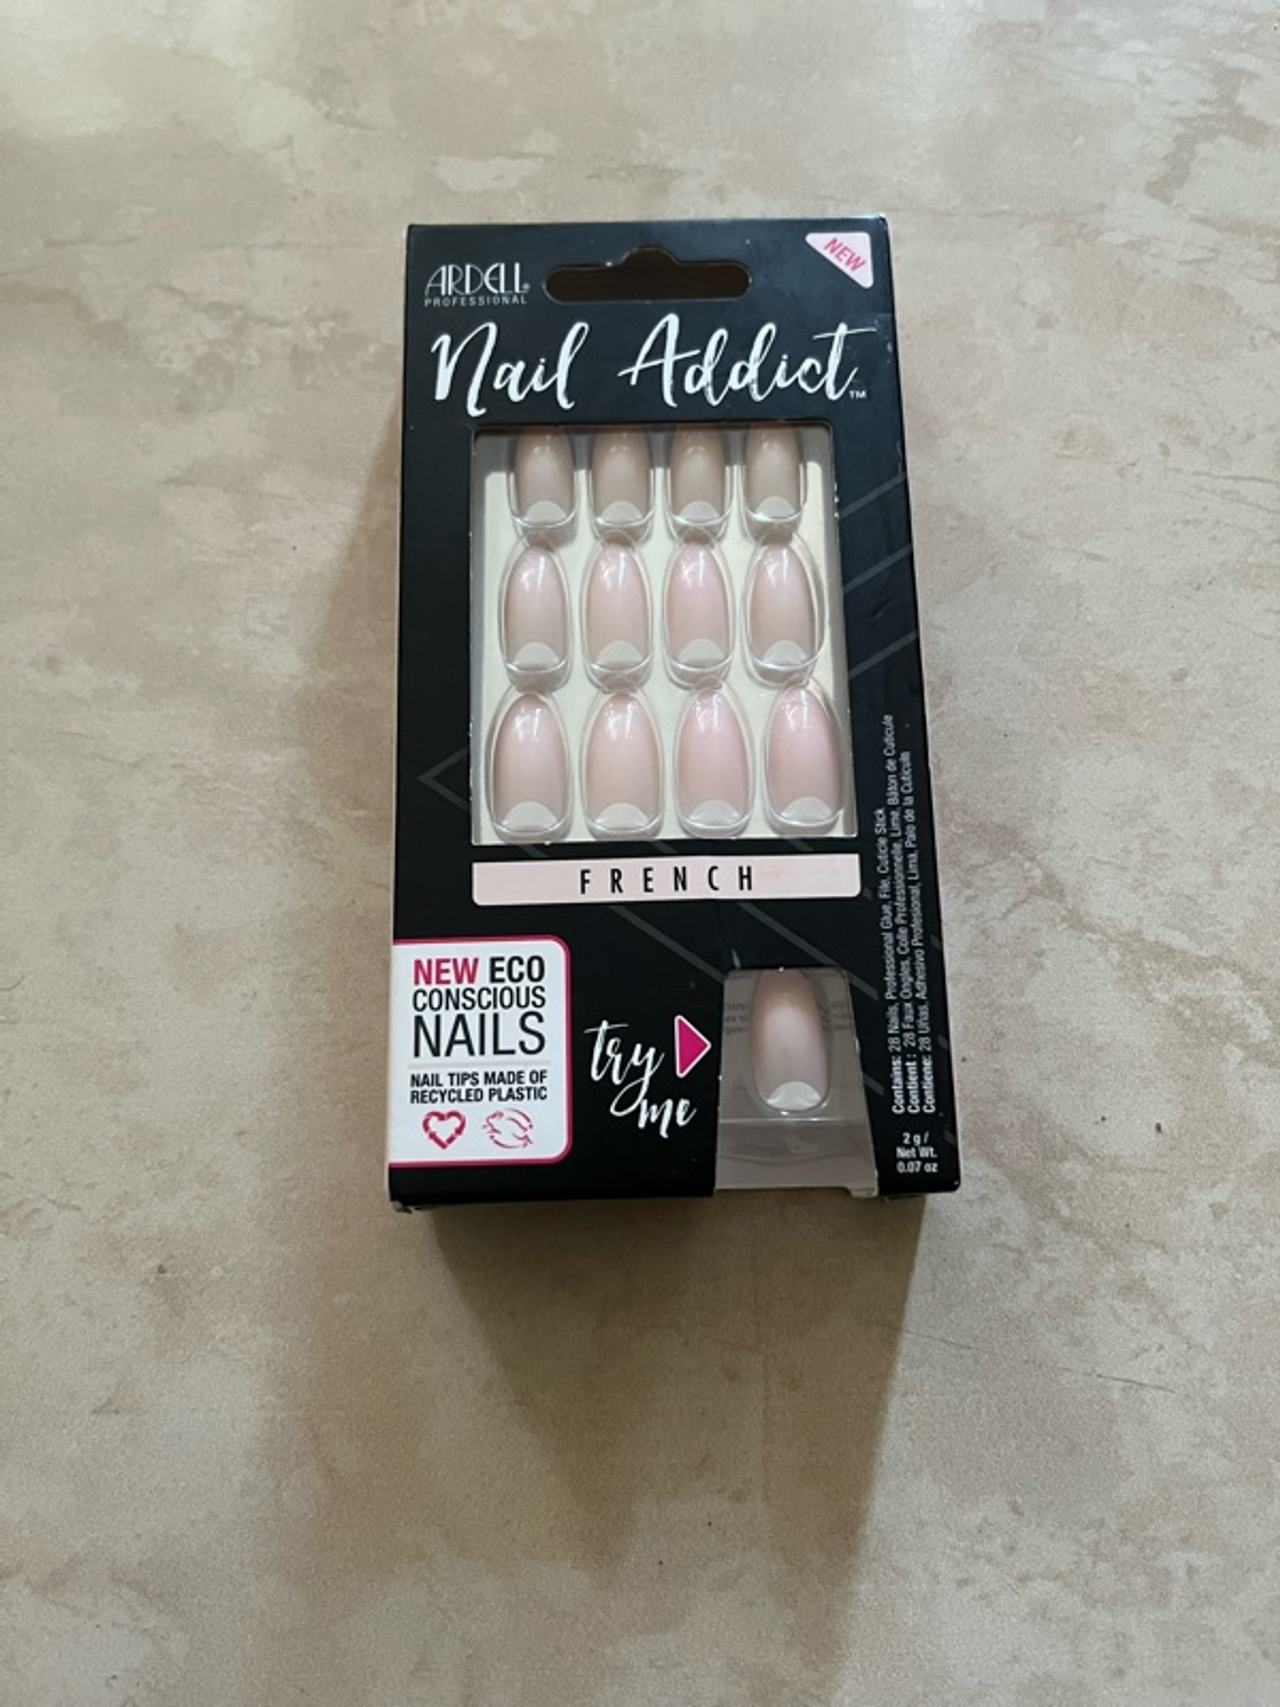 ARDELL®
PROFESSIONAL
NEW
Nail Addict™
FRENCH
NEW ECO
CONSCIOUS
NAILS
NAIL TIPS MADE OF
RECYCLED PLASTIC
try
me
Contains: 28 Nails, Professional Glue, File, Cuticle Stick
Contient : 28 Faux Ongles, Colle Professionnelle, Lime, Bâton de Cuticule
Contiene: 28 Uñas, Adhesivo Profesional, Lima, Palo de la Cutícula
2 g /
Net Wt.
0.07 oz